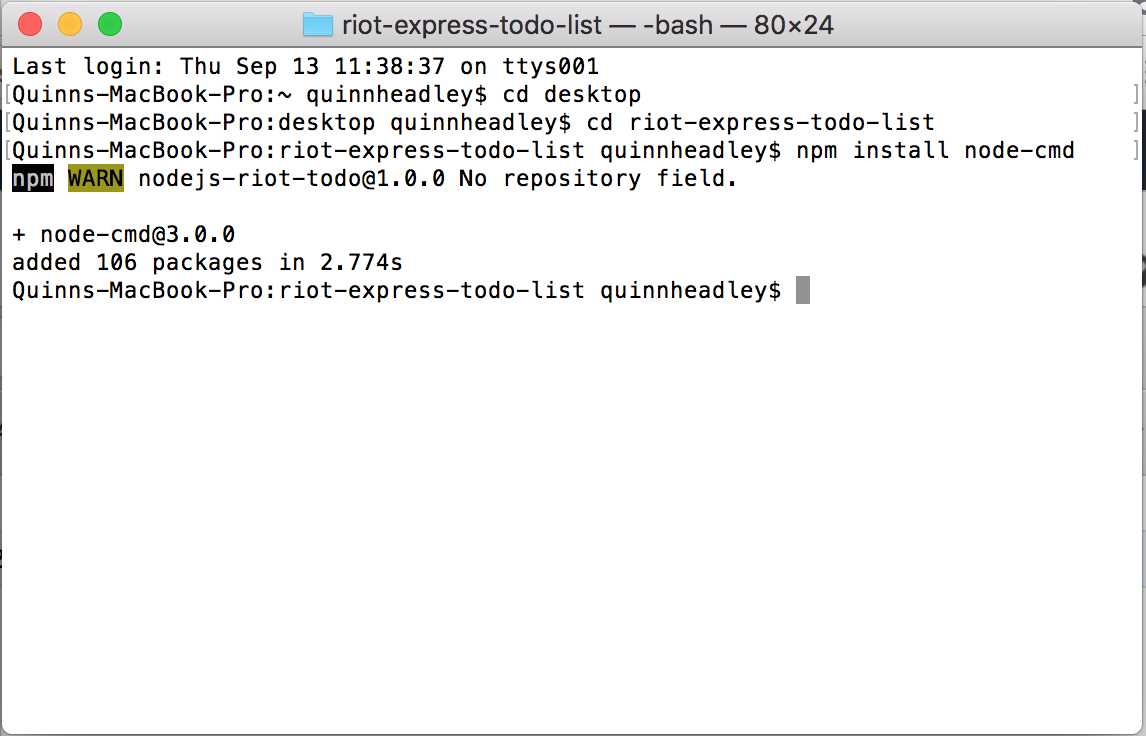 riot-express-todo-list — -bash — 80×24
Last login: Thu Sep 13 11:38:37 on ttys001
[Quinns-MacBook-Pro:~ quinnheadley$ cd desktop ]
[Quinns-MacBook-Pro:desktop quinnheadley$ cd riot-express-todo-list ]
[Quinns-MacBook-Pro:riot-express-todo-list quinnheadley$ npm install node-cmd ]
npm WARN nodejs-riot-todo@1.0.0 No repository field.
+ node-cmd@3.0.0
added 106 packages in 2.774s
Quinns-MacBook-Pro:riot-express-todo-list quinnheadley$